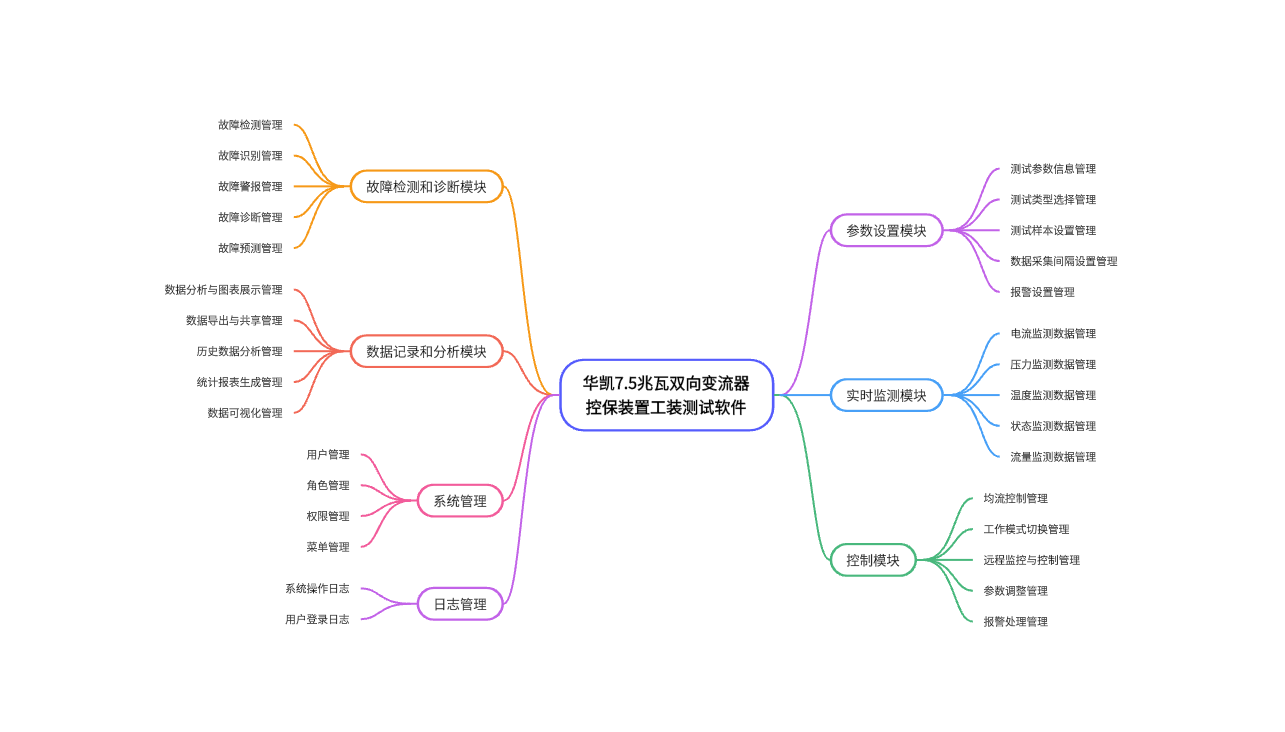 华凯7.5兆瓦双向变流器
控保装置工装测试软件
参数设置模块
测试参数信息管理
测试类型选择管理
测试样本设置管理
数据采集间隔设置管理
报警设置管理
实时监测模块
电流监测数据管理
压力监测数据管理
温度监测数据管理
状态监测数据管理
流量监测数据管理
控制模块
均流控制管理
工作模式切换管理
远程监控与控制管理
参数调整管理
报警处理管理
故障检测和诊断模块
故障检测管理
故障识别管理
故障警报管理
故障诊断管理
故障预测管理
数据记录和分析模块
数据分析与图表展示管理
数据导出与共享管理
历史数据分析管理
统计报表生成管理
数据可视化管理
系统管理
用户管理
角色管理
权限管理
菜单管理
日志管理
系统操作日志
用户登录日志